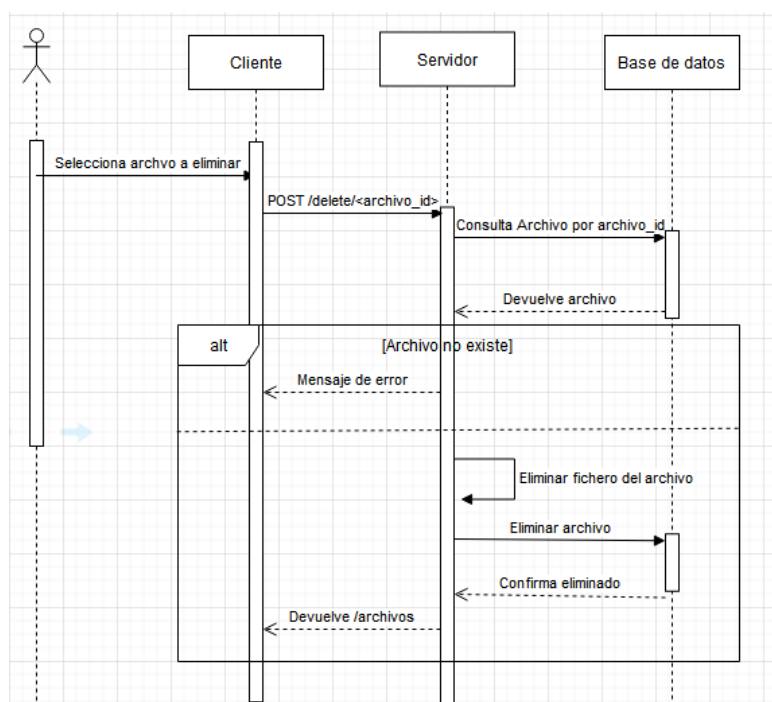 Cliente
Servidor
Base de datos
Selecciona archvo a eliminar
POST /delete/<archivo_id>
Consulta Archivo por archivo_id
Devuelve archivo
alt
[Archivo no existe]
Mensaje de error
Eliminar fichero del archivo
Eliminar archivo
Confirma eliminado
Devuelve /archivos